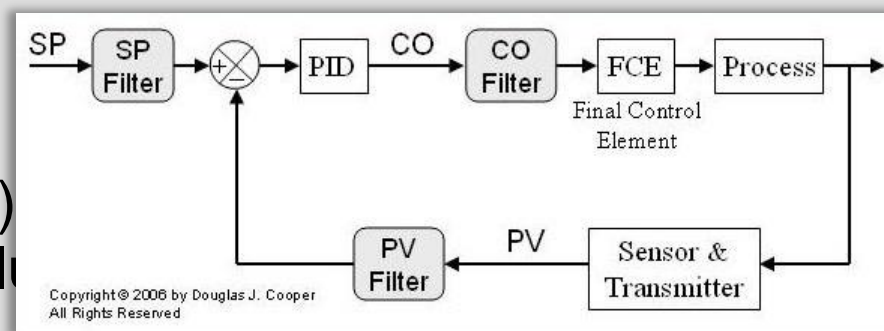 SP
SP
Filter
+
−
PID
CO
CO
Filter
FCE
Process
Final Control
Element
)
PV
Filter
PV
Sensor &
Transmitter
Copyright © 2006 by Douglas J. Cooper
All Rights Reserved